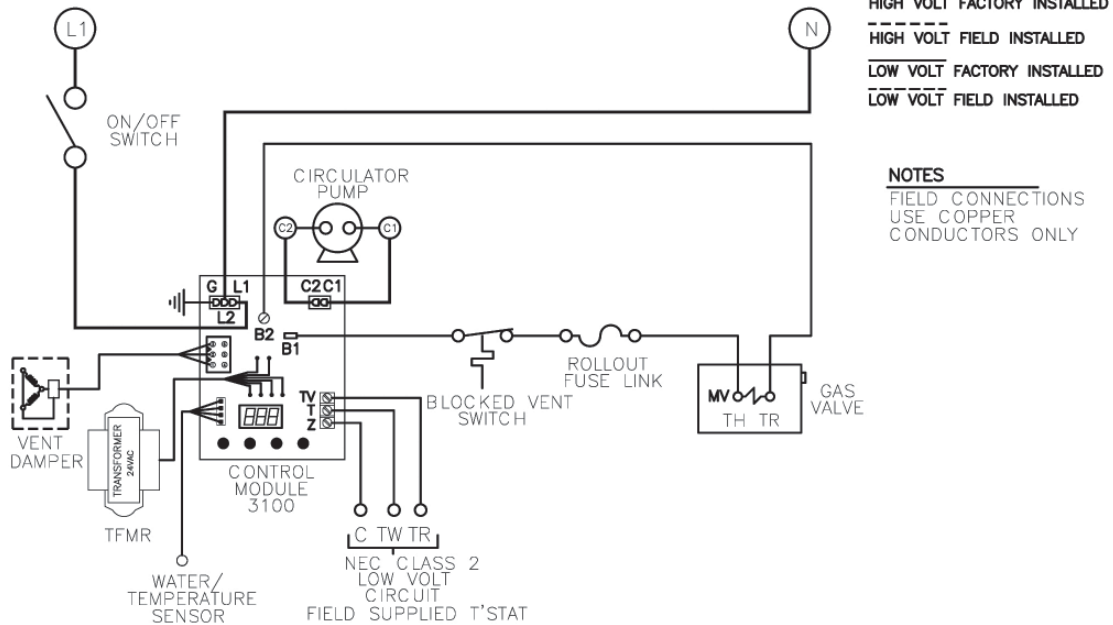 L1
N
HIGH VOLT FACTORY INSTALLED
HIGH VOLT FIELD INSTALLED
LOW VOLT FACTORY INSTALLED
LOW VOLT FIELD INSTALLED
ON/OFF
SWITCH
NOTES
FIELD CONNECTIONS
USE COPPER
CONDUCTORS ONLY
CIRCULATOR
PUMP
C2
C1
G L1
C2 C1
L2
B2
B1
ROLLOUT
FUSE LINK
BLOCKED VENT
SWITCH
MV
TH TR
GAS
VALVE
TV
T
Z
888
VENT
DAMPER
TRANSFORMER
24VAC
TFMR
CONTROL
MODULE
3100
C TW TR
NEC CLASS 2
LOW VOLT
CIRCUIT
FIELD SUPPLIED T'STAT
WATER/
TEMPERATURE
SENSOR